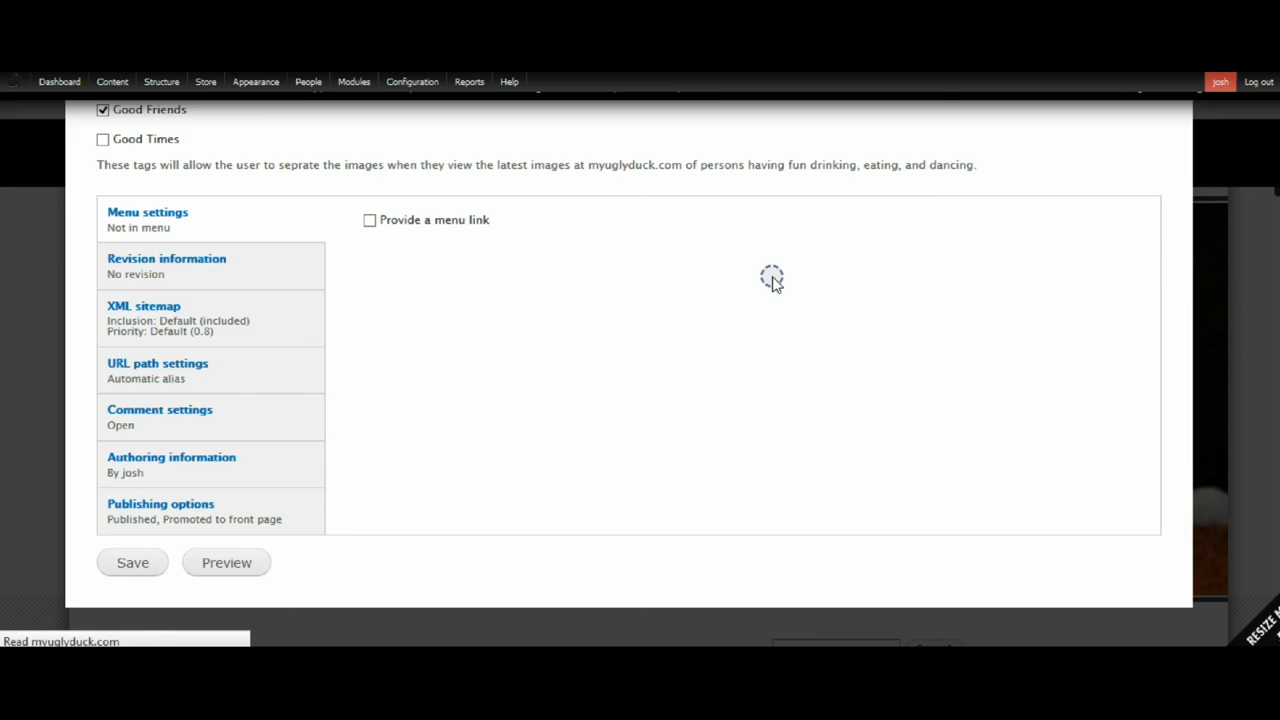 Dashboard Content Structure Store Appearance People Modules Configuration Reports Help josh Log out
Good Friends
Good Times
These tags will allow the user to seprate the images when they view the latest images at myuglyduck.com of persons having fun drinking, eating, and dancing.
Menu settings
Not in menu
Provide a menu link
Revision information
No revision
XML sitemap
Inclusion: Default (included)
Priority: Default (0.8)
URL path settings
Automatic alias
Comment settings
Open
Authoring information
By josh
Publishing options
Published, Promoted to front page
Save Preview
Read myuglyduck.com
RESIZE